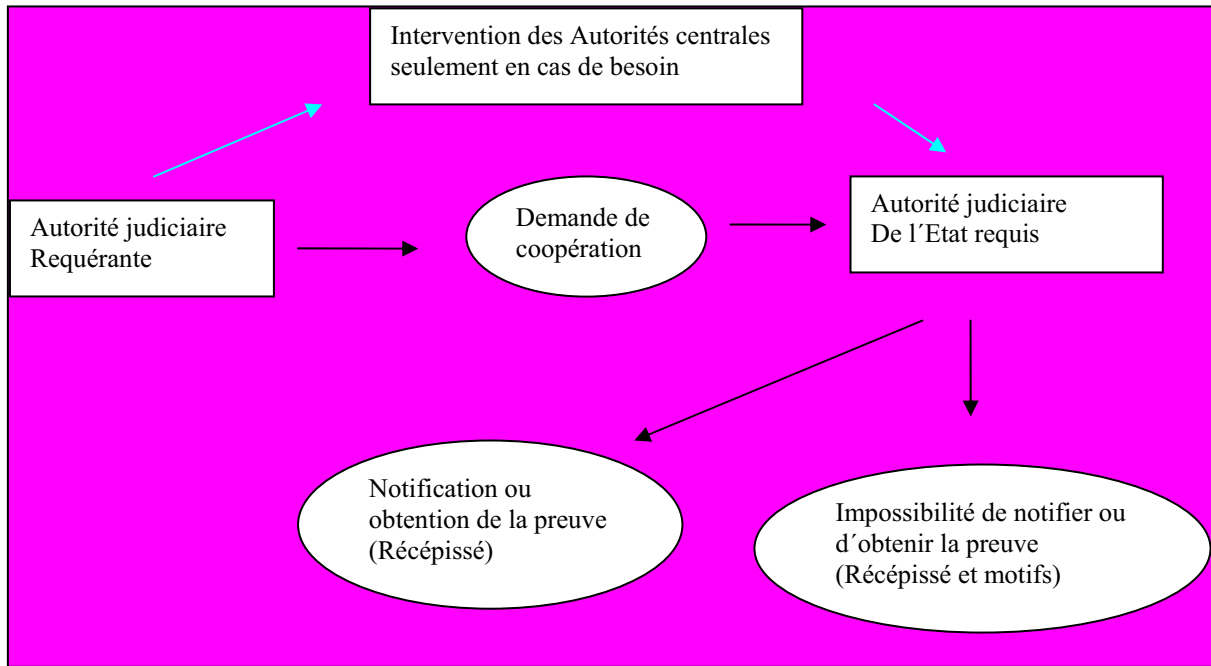 Intervention des Autorités centrales
seulement en cas de besoin
Autorité judiciaire
Requérante
Demande de
coopération
Autorité judiciaire
De l´Etat requis
Notification ou
obtention de la preuve
(Récépissé)
Impossibilité de notifier ou
d´obtenir la preuve
(Récépissé et motifs)